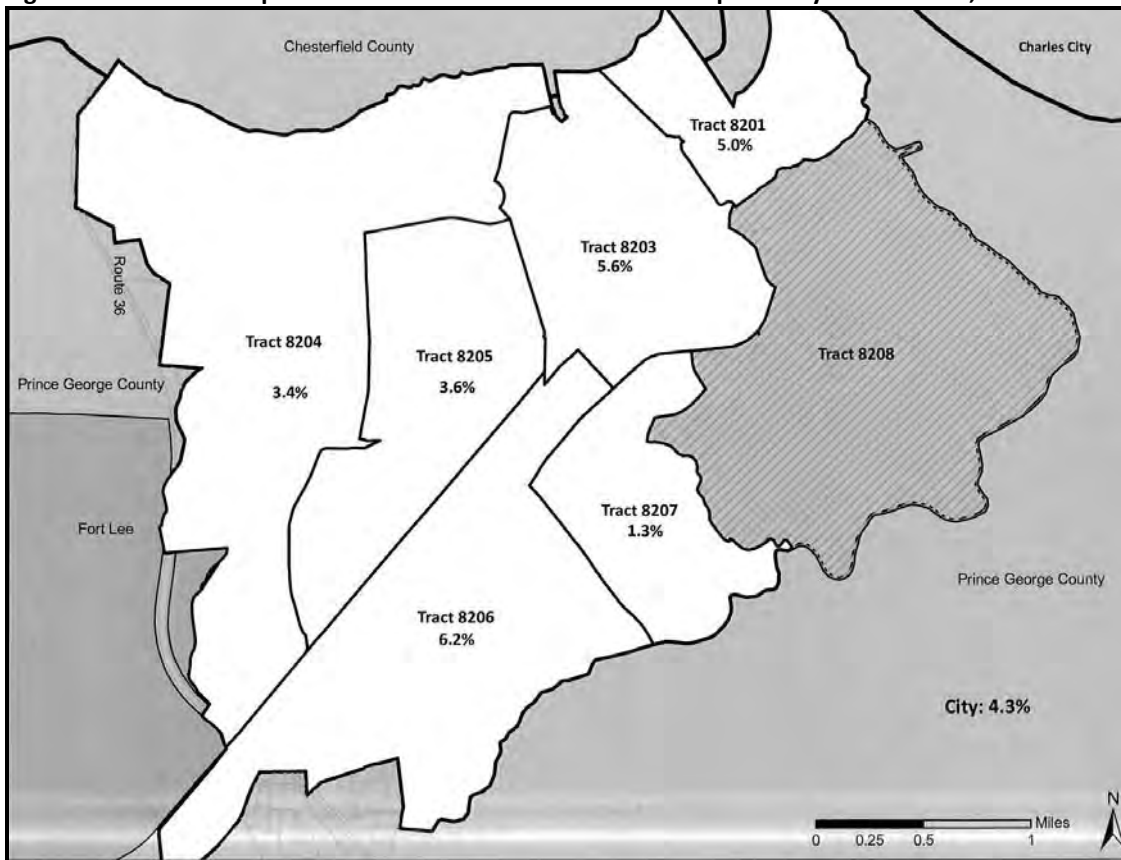 Chesterfield County
Charles City
Tract 8201
5.0%
Tract 8203
5.6%
Route 36
Tract 8204
3.4%
Tract 8205
3.6%
Tract 8208
Prince George County
Fort Lee
Tract 8207
1.3%
Prince George County
Tract 8206
6.2%
City: 4.3%
N
Miles
0 0.25 0.5 1